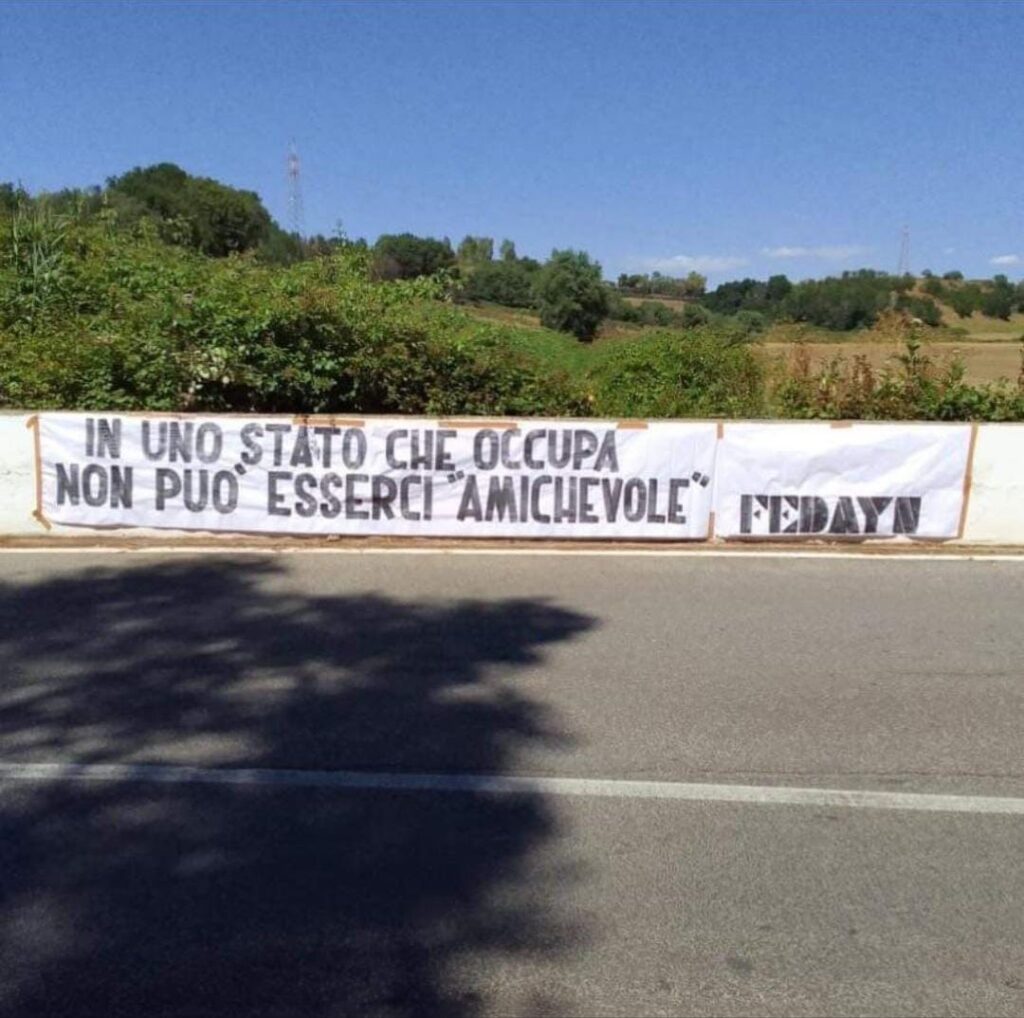 IN UNO STATO CHE OCCUPA
NON PUO' ESSERCI "AMICHEVOLE"
FEDAYN